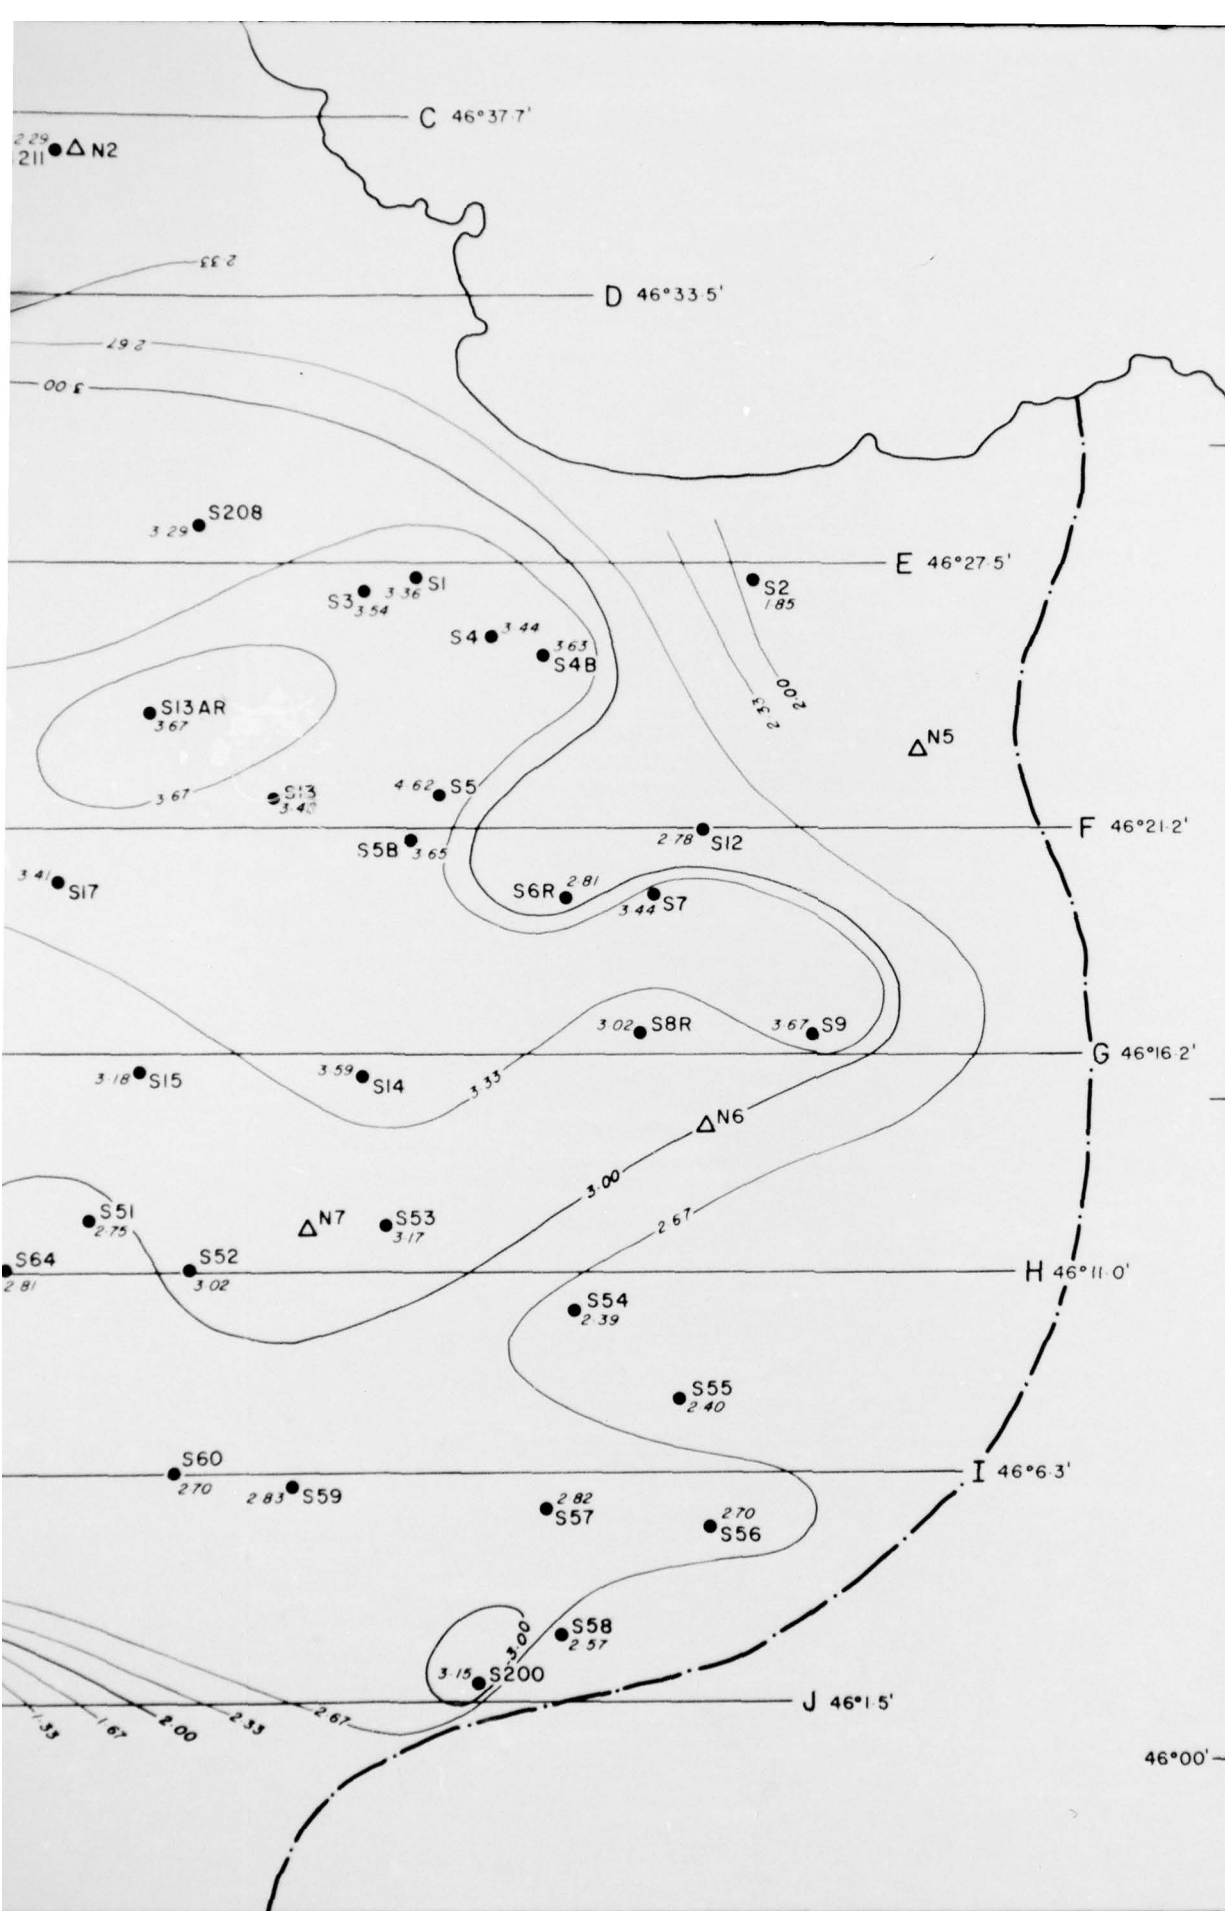 C 46°37.7'
2.29
211 N2
2.33
D 46°33.5'
2.67
3.00
S208
3.29
E 46°27.5'
S1
3.36
S3
3.54
S2
1.85
S4 3.44
3.63
S4B
S13AR
3.67
2.33
2.00
N5
3.67
S13
4.62 S5
F 46°21.2'
2.78 S12
S5B 3.65
3.41 S17
S6R 2.81
3.44 S7
3.02 S8R
3.67 S9
G 46°16.2'
3.18 S15
3.59 S14
3.33
N6
3.00
2.67
S51
2.75
N7
S53
3.17
S64
2.81
S52
3.02
H 46°11.0'
S54
2.39
S55
2.40
S60
2.70
2.83 S59
I 46°6.3'
2.82
S57
2.70
S56
3.00
S58
2.57
3.15 S200
J 46°1.5'
1.33
1.67
2.00
2.33
2.67
46°00'